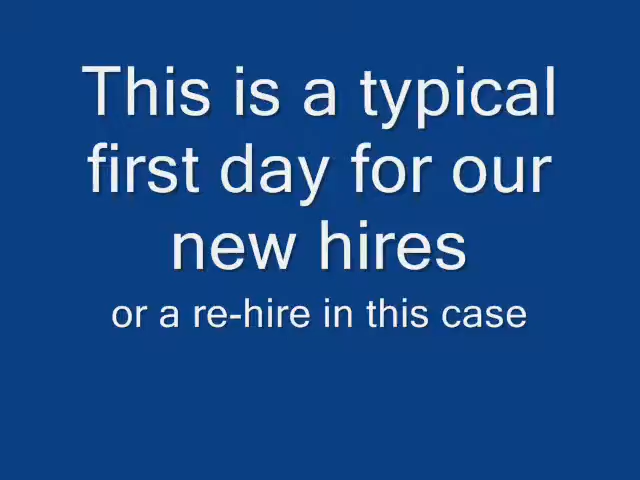 This is a typical
first day for our
new hires
or a re-hire in this case